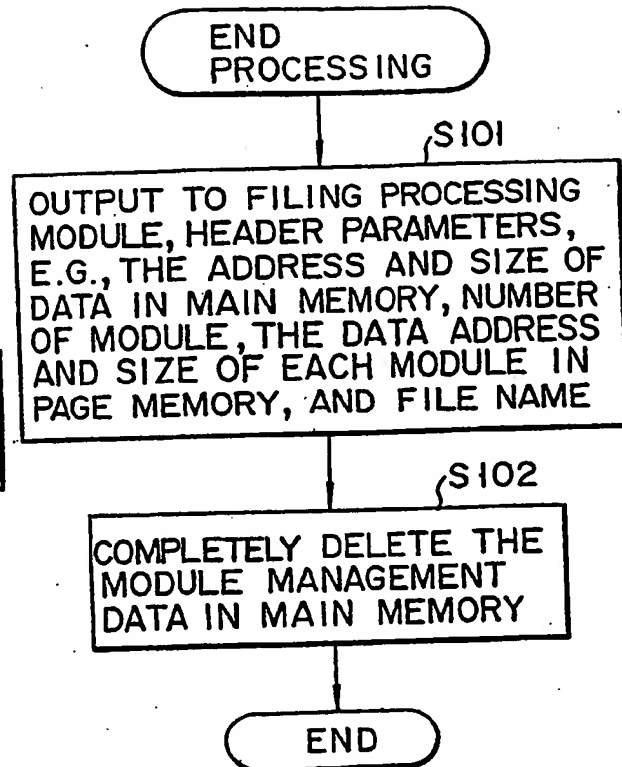 END
PROCESSING
S101
OUTPUT TO FILING PROCESSING
MODULE, HEADER PARAMETERS,
E.G., THE ADDRESS AND SIZE OF
DATA IN MAIN MEMORY, NUMBER
OF MODULE, THE DATA ADDRESS
AND SIZE OF EACH MODULE IN
PAGE MEMORY, AND FILE NAME
S102
COMPLETELY DELETE THE
MODULE MANAGEMENT
DATA IN MAIN MEMORY
END